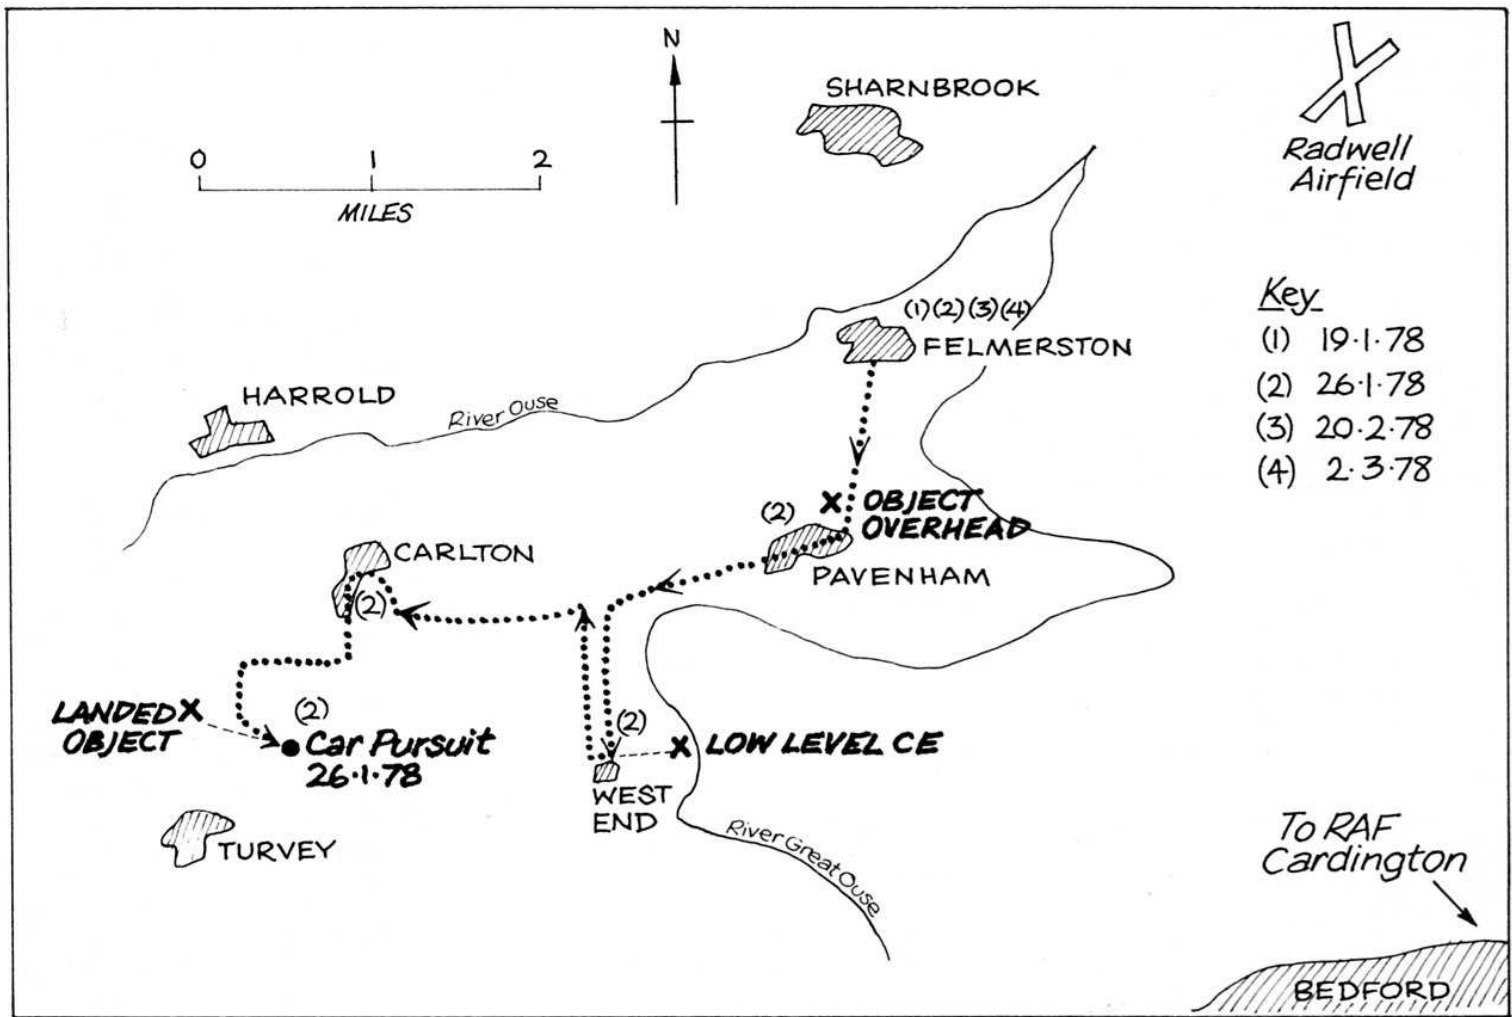 N
SHARNBROOK
Radwell
Airfield
0 1 2
MILES
Key
(1) 19·1·78
(2) 26·1·78
(3) 20·2·78
(4) 2·3·78
(1)(2)(3)(4)
FELMERSTON
HARROLD
River Ouse
X OBJECT
OVERHEAD
(2)
PAVENHAM
CARLTON
(2)
LANDED X
OBJECT
(2)
Car Pursuit
26·1·78
(2)
X LOW LEVEL CE
WEST
END
TURVEY
River Great Ouse
To RAF
Cardington
BEDFORD